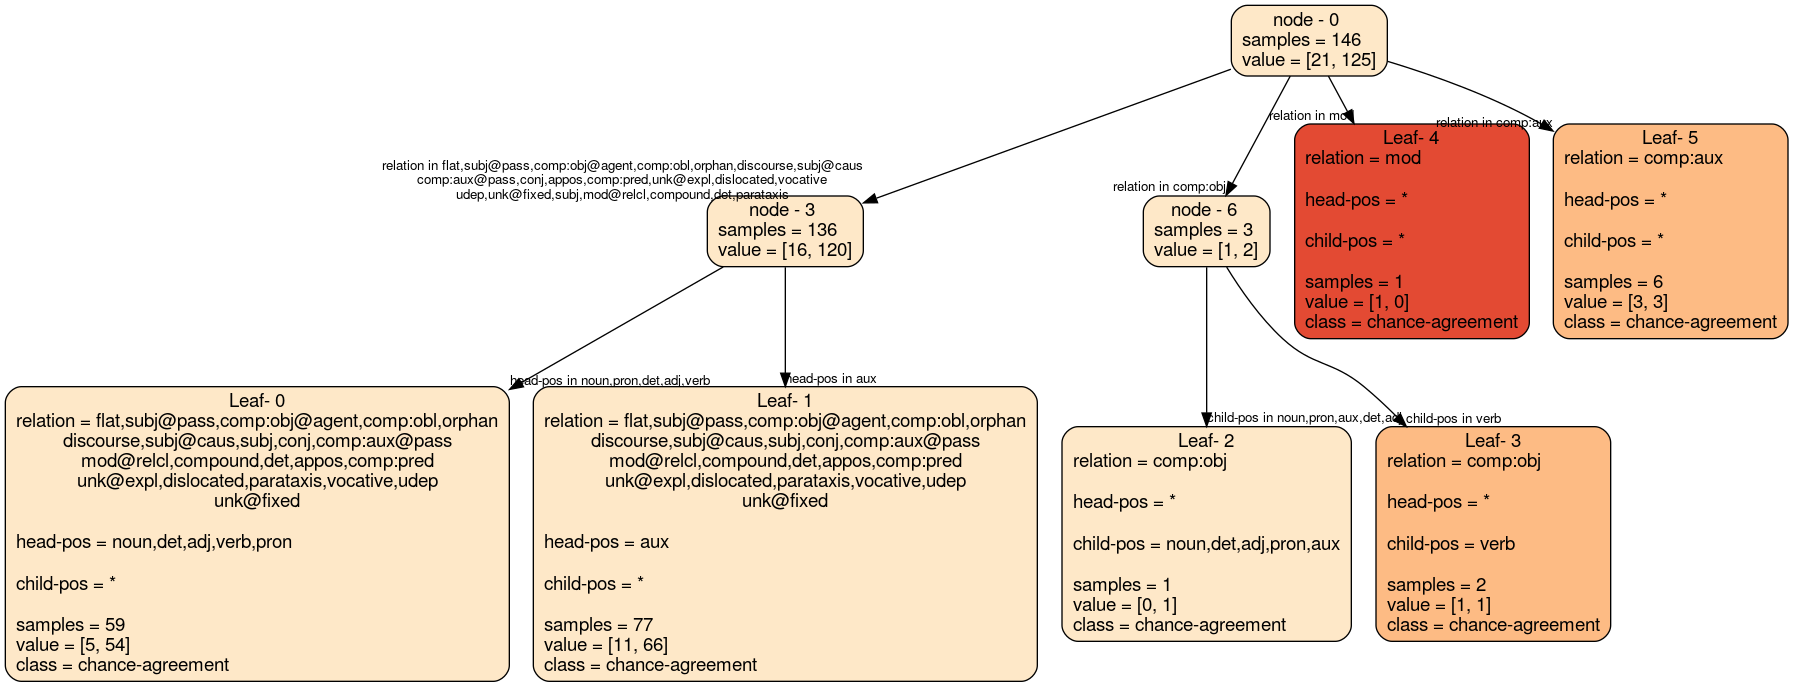 node - 0
samples = 146
value = [21, 125]
relation in mod
relation in comp:aux
relation in flat,subj@pass,comp:obj@agent,comp:obl,orphan,discourse,subj@caus
comp:aux@pass,conj,appos,comp:pred,unk@expl,dislocated,vocative
udep,unk@fixed,subj,mod@relcl,compound,det,parataxis
relation in comp:obj
node - 3
samples = 136
value = [16, 120]
node - 6
samples = 3
value = [1, 2]
Leaf- 4
relation = mod
head-pos = *
child-pos = *
samples = 1
value = [1, 0]
class = chance-agreement
Leaf- 5
relation = comp:aux
head-pos = *
child-pos = *
samples = 6
value = [3, 3]
class = chance-agreement
head-pos in noun,pron,det,adj,verb
head-pos in aux
child-pos in noun,pron,aux,det,adj
child-pos in verb
Leaf- 0
relation = flat,subj@pass,comp:obj@agent,comp:obl,orphan
discourse,subj@caus,subj,conj,comp:aux@pass
mod@relcl,compound,det,appos,comp:pred
unk@expl,dislocated,parataxis,vocative,udep
unk@fixed
head-pos = noun,det,adj,verb,pron
child-pos = *
samples = 59
value = [5, 54]
class = chance-agreement
Leaf- 1
relation = flat,subj@pass,comp:obj@agent,comp:obl,orphan
discourse,subj@caus,subj,conj,comp:aux@pass
mod@relcl,compound,det,appos,comp:pred
unk@expl,dislocated,parataxis,vocative,udep
unk@fixed
head-pos = aux
child-pos = *
samples = 77
value = [11, 66]
class = chance-agreement
Leaf- 2
relation = comp:obj
head-pos = *
child-pos = noun,det,adj,pron,aux
samples = 1
value = [0, 1]
class = chance-agreement
Leaf- 3
relation = comp:obj
head-pos = *
child-pos = verb
samples = 2
value = [1, 1]
class = chance-agreement